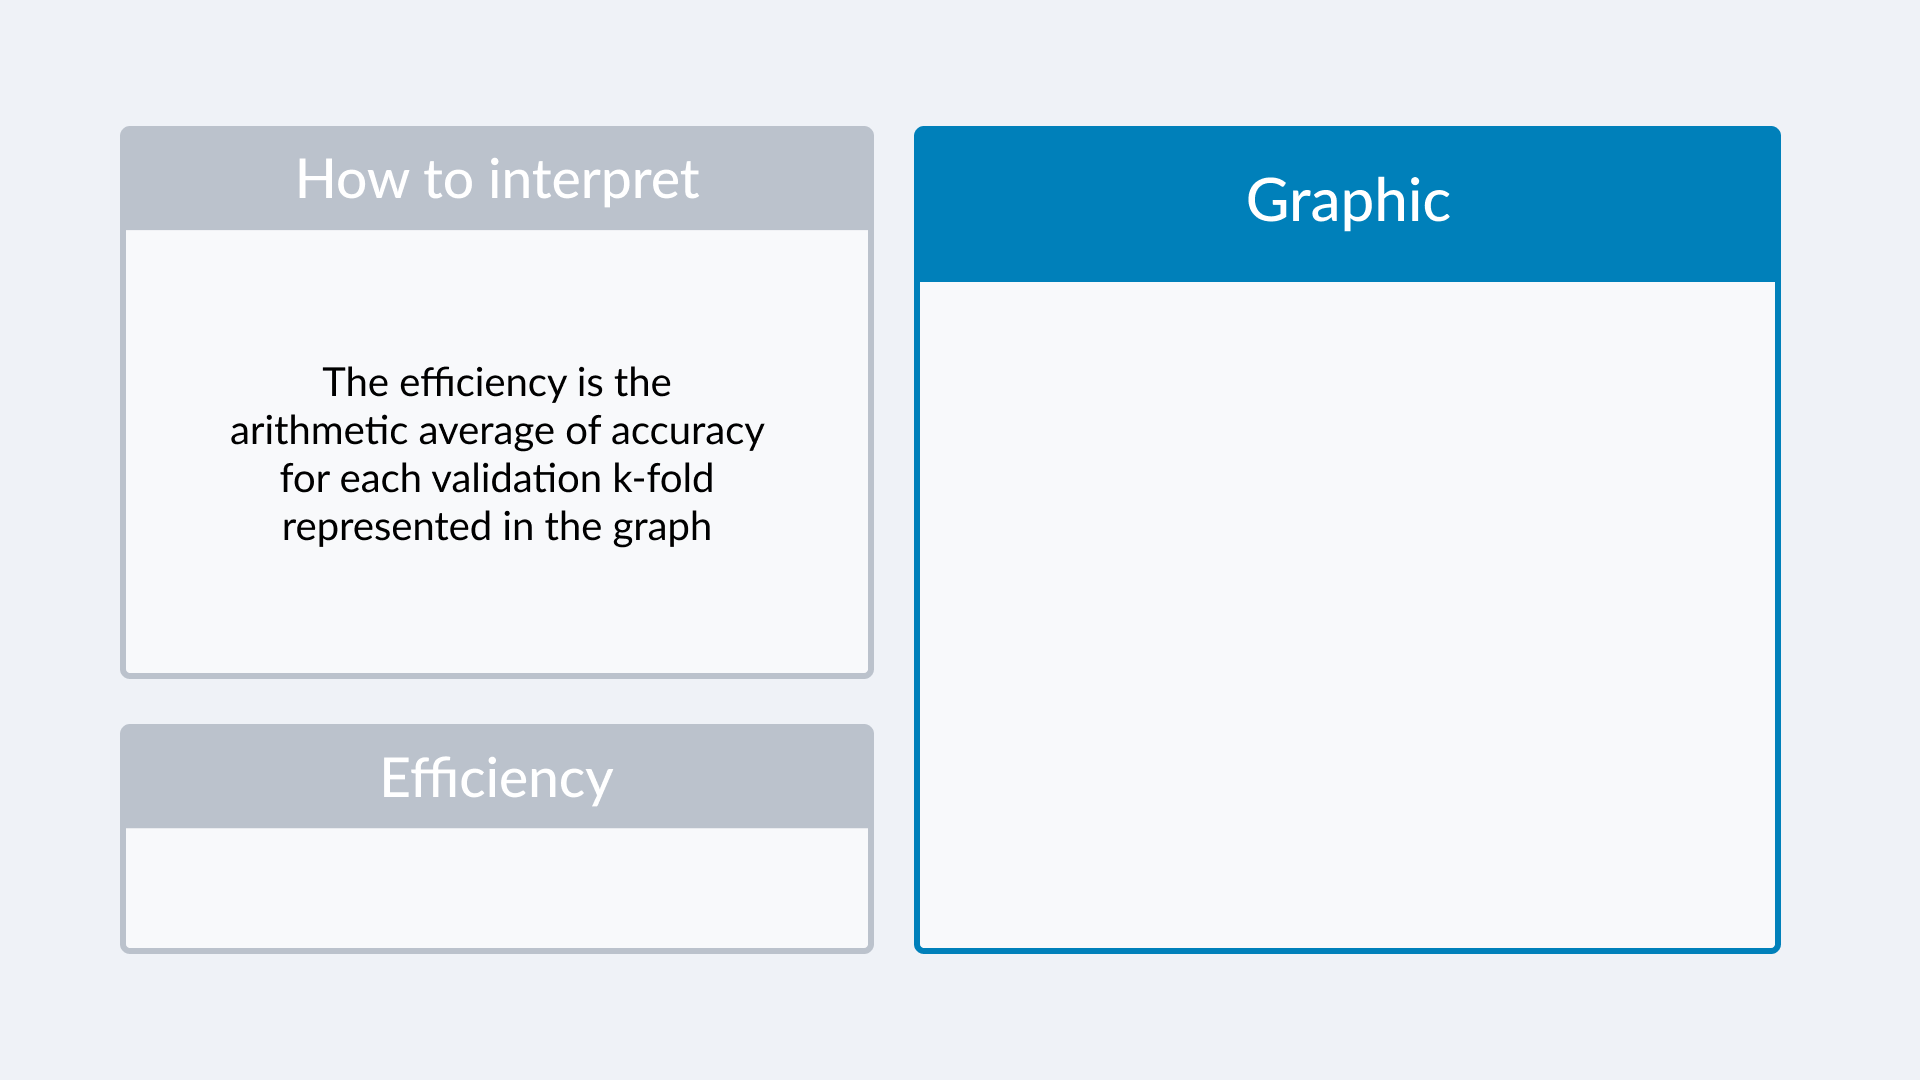 How to interpret
The efficiency is the
arithmetic average of accuracy
for each validation k-fold
represented in the graph
Efficiency
Graphic